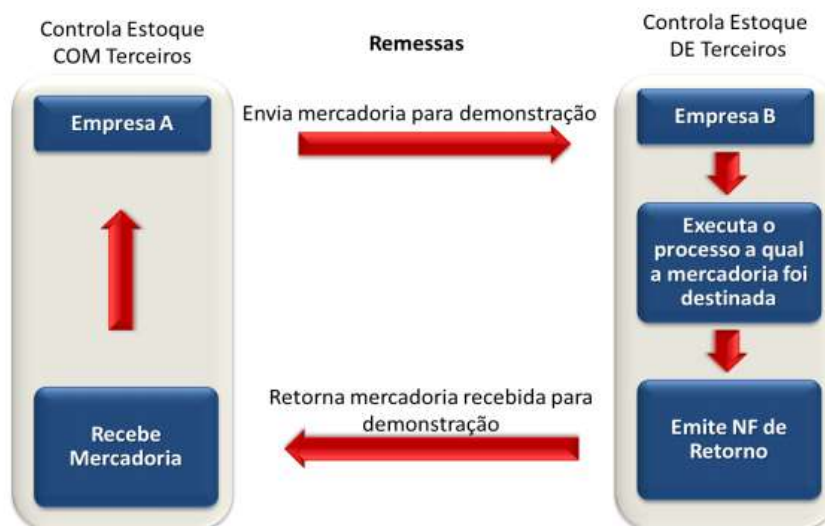 Controla Estoque
COM Terceiros
Remessas
Controla Estoque
DE Terceiros
Empresa A
Envia mercadoria para demonstração
Empresa B
Executa o
processo a qual
a mercadoria foi
destinada
Retorna mercadoria recebida para
demonstração
Recebe
Mercadoria
Emite NF de
Retorno